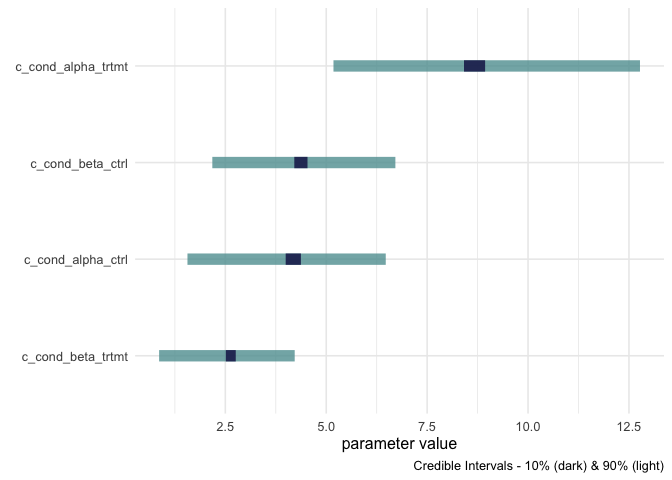 c_cond_alpha_trtmt
c_cond_beta_ctrl
c_cond_alpha_ctrl
c_cond_beta_trtmt
2.5 5.0 7.5 10.0 12.5
parameter value
Credible Intervals - 10% (dark) & 90% (light)